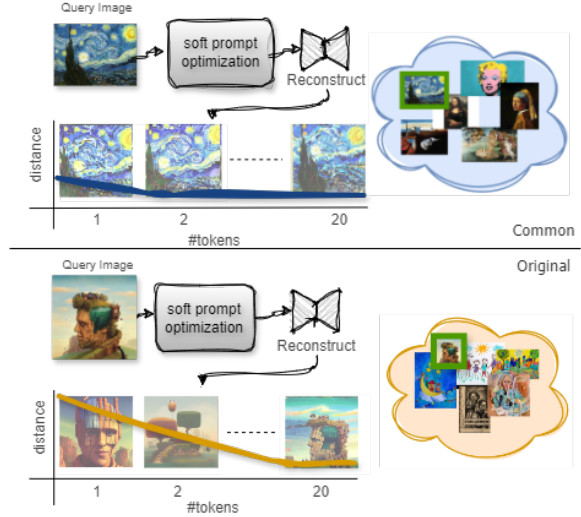 Query Image
soft prompt
optimization
Reconstruct
distance
1 2 20
#tokens
Common
Original
Query Image
soft prompt
optimization
Reconstruct
distance
1 2 20
#tokens